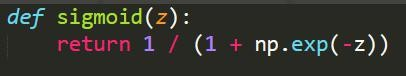 def sigmoid(z):
    return 1 / (1 + np.exp(-z))